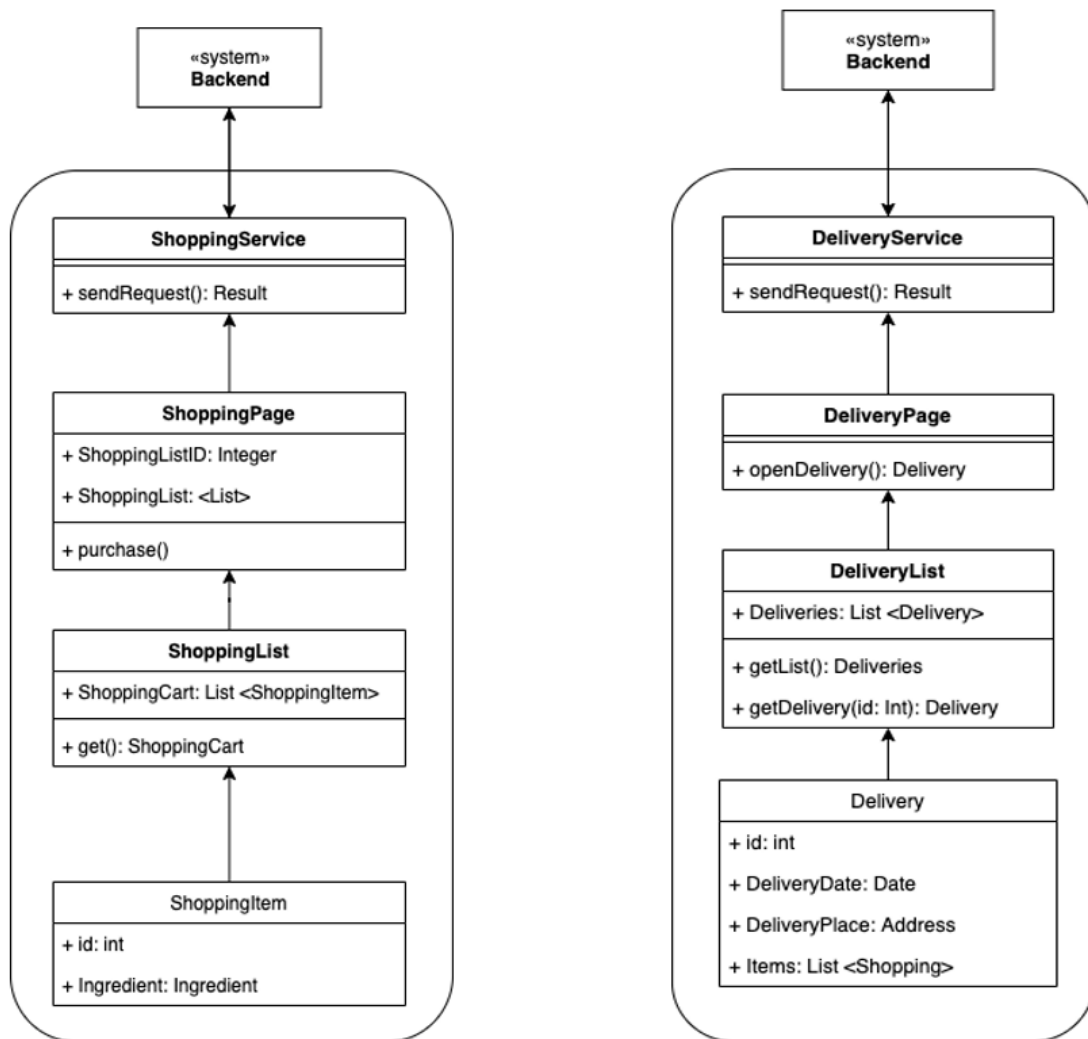 «system»
Backend
ShoppingService
+ sendRequest(): Result
ShoppingPage
+ ShoppingListID: Integer
+ ShoppingList: <List>
+ purchase()
ShoppingList
+ ShoppingCart: List <ShoppingItem>
+ get(): ShoppingCart
ShoppingItem
+ id: int
+ Ingredient: Ingredient
«system»
Backend
DeliveryService
+ sendRequest(): Result
DeliveryPage
+ openDelivery(): Delivery
DeliveryList
+ Deliveries: List <Delivery>
+ getList(): Deliveries
+ getDelivery(id: Int): Delivery
Delivery
+ id: int
+ DeliveryDate: Date
+ DeliveryPlace: Address
+ Items: List <Shopping>